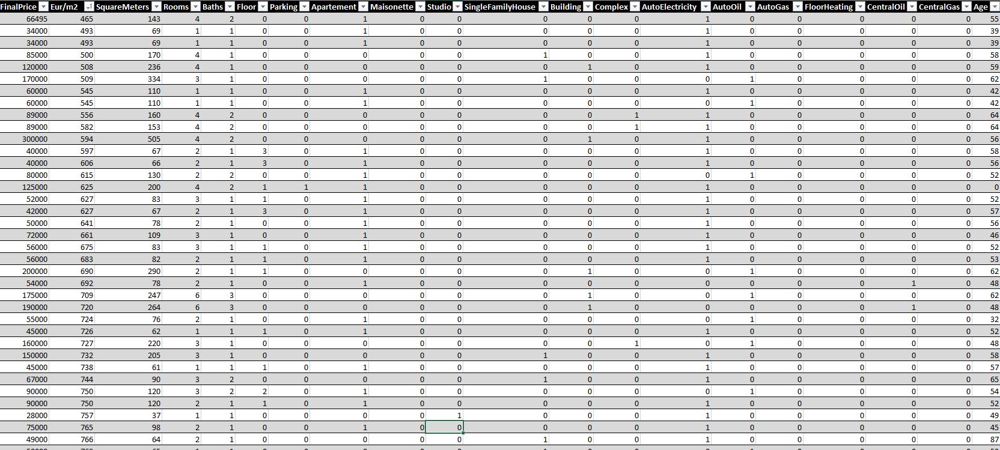 FinalPrice Eur/m2 SquareMeters Rooms Baths Floor Parking Apartement Maisonette Studio SingleFamilyHouse Building Complex AutoElectricity AutoOil AutoGas FloorHeating CentralOil CentralGas Age
66495 465 143 4 2 0 0 1 0 0 0 0 0 1 0 0 0 0 0 55
34000 493 69 1 1 0 0 1 0 0 0 0 0 1 0 0 0 0 0 39
34000 493 69 1 1 0 0 1 0 0 0 0 0 1 0 0 0 0 0 39
85000 500 170 4 1 0 0 0 0 0 1 0 0 1 0 0 0 0 0 58
120000 508 236 4 1 0 0 0 0 0 0 1 0 1 0 0 0 0 0 59
170000 509 334 3 1 0 0 0 0 0 1 0 0 0 1 0 0 0 0 62
60000 545 110 1 1 0 0 1 0 0 0 0 0 1 0 0 0 0 0 42
60000 545 110 1 1 0 0 1 0 0 0 0 0 0 1 0 0 0 0 42
89000 556 160 4 2 0 0 0 0 0 0 0 1 1 0 0 0 0 0 64
89000 582 153 4 2 0 0 0 0 0 0 0 1 1 0 0 0 0 0 64
300000 594 505 4 2 0 0 0 0 0 0 1 0 1 0 0 0 0 0 56
40000 597 67 2 1 3 0 1 0 0 0 0 0 1 0 0 0 0 0 58
40000 606 66 2 1 3 0 1 0 0 0 0 0 1 0 0 0 0 0 56
80000 615 130 2 2 0 0 1 0 0 0 0 0 0 1 0 0 0 0 52
125000 625 200 4 2 1 1 1 0 0 0 0 0 1 0 0 0 0 0 0
52000 627 83 3 1 1 0 1 0 0 0 0 0 1 0 0 0 0 0 52
42000 627 67 2 1 3 0 1 0 0 0 0 0 1 0 0 0 0 0 57
50000 641 78 2 1 0 0 1 0 0 0 0 0 1 0 0 0 0 0 56
72000 661 109 3 1 0 0 1 0 0 0 0 0 1 0 0 0 0 0 46
56000 675 83 3 1 1 0 1 0 0 0 0 0 1 0 0 0 0 0 52
56000 683 82 2 1 1 0 1 0 0 0 0 0 1 0 0 0 0 0 53
200000 690 290 2 1 1 0 0 0 0 0 1 0 0 1 0 0 0 0 62
54000 692 78 2 1 0 0 1 0 0 0 0 0 0 0 0 0 1 0 48
175000 709 247 6 3 0 0 0 0 0 0 1 0 0 1 0 0 0 0 62
190000 720 264 6 3 0 0 0 0 0 0 1 0 0 0 0 0 1 0 48
55000 724 76 2 1 0 0 1 0 0 0 0 0 0 1 0 0 0 0 32
45000 726 62 1 1 1 0 1 0 0 0 0 0 1 0 0 0 0 0 52
160000 727 220 3 1 0 0 0 0 0 0 0 1 0 1 0 0 0 0 48
150000 732 205 3 1 0 0 0 0 0 1 0 0 1 0 0 0 0 0 58
45000 738 61 1 1 1 0 1 0 0 0 0 0 1 0 0 0 0 0 57
67000 744 90 3 2 0 0 0 0 0 1 0 0 1 0 0 0 0 0 65
90000 750 120 3 2 2 0 1 0 0 0 0 0 0 1 0 0 0 0 54
90000 750 120 2 1 1 0 1 0 0 0 0 0 1 0 0 0 0 0 52
28000 757 37 1 1 0 0 0 0 1 0 0 0 1 0 0 0 0 0 49
75000 765 98 2 1 0 0 1 0 0 0 0 0 1 0 0 0 0 0 45
49000 766 64 2 1 0 0 0 0 0 1 0 0 1 0 0 0 0 0 87